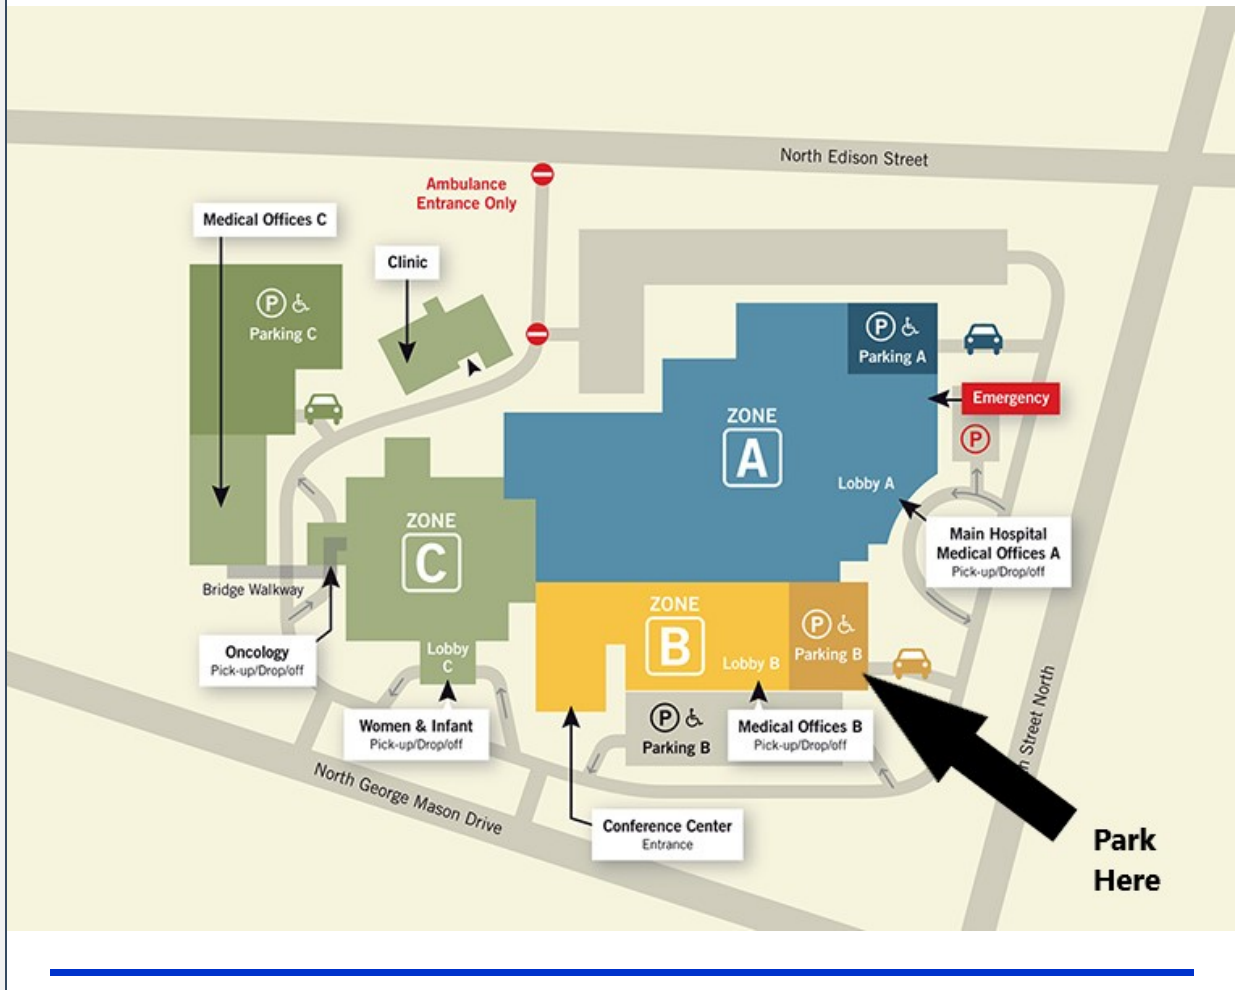 North Edison Street
Ambulance
Entrance Only
Medical Offices C
Clinic
P
Parking C
P
Parking A
Emergency
P
ZONE
A
Lobby A
Main Hospital
Medical Offices A
Pick-up/Drop/off
ZONE
C
Bridge Walkway
Oncology
Pick-up/Drop/off
Lobby
C
Women & Infant
Pick-up/Drop/off
ZONE
B
Lobby B
P
Parking B
P
Parking B
Medical Offices B
Pick-up/Drop/off
Street North
North George Mason Drive
Conference Center
Entrance
Park
Here